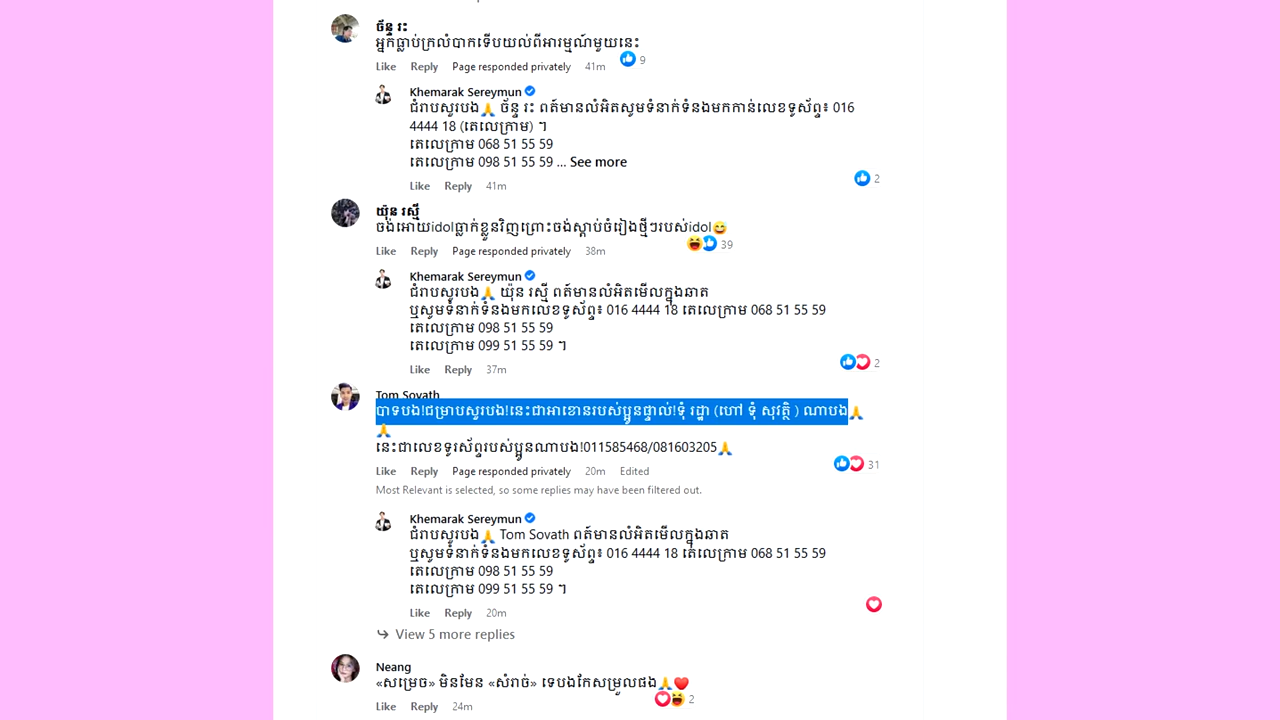 ច័ន្ទ រះ
អ្នកធ្លាប់ក្រលំបាកទើបយល់ពីអារម្មណ៍មួយនេះ
Like Reply Page responded privately 41m 9
Khemarak Sereymun
ជំរាបសួរបង🙏 ច័ន្ទ រះ ពត៍មានលំអិតសូមទំនាក់ទំនងមកកាន់លេខទូស័ព្ទ៖ 016
4444 18 (តេលេក្រាម) ។
តេលេក្រាម 068 51 55 59
តេលេក្រាម 098 51 55 59 ... See more
Like Reply 41m 2
យ៉ុន រស្មី
ចង់អោយidolធ្លាក់ខ្លួនវិញព្រោះចង់ស្តាប់ចំរៀងថ្មីៗរបស់idol😄
Like Reply Page responded privately 38m 39
Khemarak Sereymun
ជំរាបសួរបង🙏 យ៉ុន រស្មី ពត៍មានលំអិតមើលក្នុងឆាត
ឬសូមទំនាក់ទំនងមកលេខទូស័ព្ទ៖ 016 4444 18 តេលេក្រាម 068 51 55 59
តេលេក្រាម 098 51 55 59
តេលេក្រាម 099 51 55 59 ។
Like Reply 37m 2
Tom Sovath
បាទបង!ជម្រាបសួរបង!នេះជាអាខោនរបស់ប្អូនផ្ទាល់!ទុំ រដ្ឋា (ហៅ ទុំ សុវត្ថិ ) ណាបង🙏
🙏
នេះជាលេខទូរស័ព្ទរបស់ប្អូនណាបង!011585468/081603205🙏
Like Reply Page responded privately 20m Edited 31
Most Relevant is selected, so some replies may have been filtered out.
Khemarak Sereymun
ជំរាបសួរបង🙏 Tom Sovath ពត៍មានលំអិតមើលក្នុងឆាត
ឬសូមទំនាក់ទំនងមកលេខទូស័ព្ទ៖ 016 4444 18 តេលេក្រាម 068 51 55 59
តេលេក្រាម 098 51 55 59
តេលេក្រាម 099 51 55 59 ។
Like Reply 20m
View 5 more replies
Neang
«សម្រេច» មិនមែន «សំរាច់» ទេបងកែសម្រួលផង🙏❤️
Like Reply 24m 2